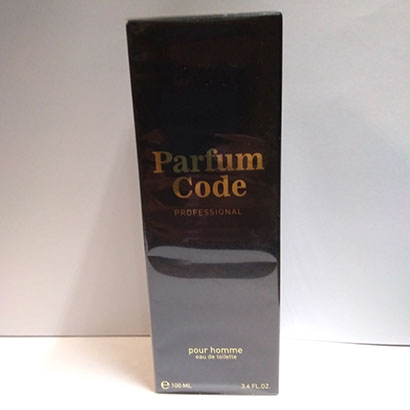 Parfum
Code
PROFESSIONAL
pour homme
eau de toilette
℮ 100 ML 3.4 FL.OZ.